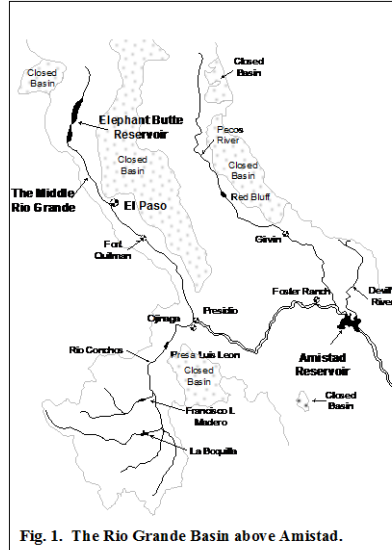 Closed
Basin
Closed
Basin
Elephant Butte
Reservoir
Pecos
River
Closed
Basin
Closed
Basin
Red Bluff
The Middle
Rio Grande
El Paso
Fort
Quitman
Girvin
Devil's
River
Foster Ranch
Presidio
Ojinaga
Amistad
Reservoir
Rio Conchos
Presa Luis Leon
Closed
Basin
Closed
Basin
Francisco I.
Madero
La Boquilla
Fig. 1. The Rio Grande Basin above Amistad.